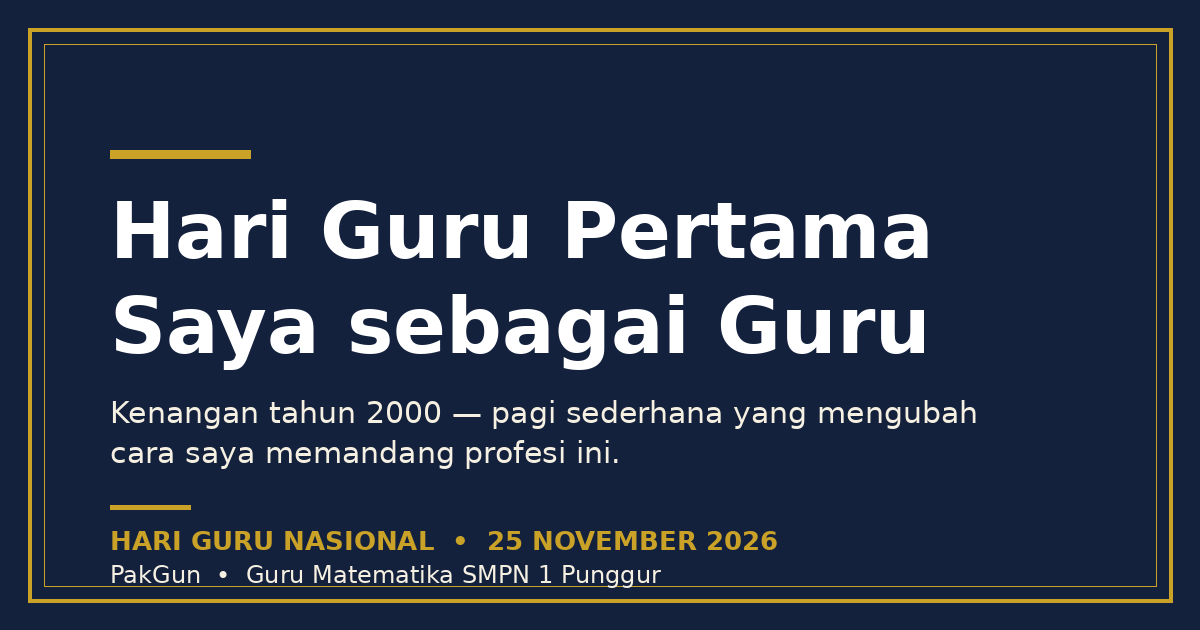 Hari Guru Pertama
Saya sebagai Guru
Kenangan tahun 2000 — pagi sederhana yang mengubah
cara saya memandang profesi ini.
HARI GURU NASIONAL • 25 NOVEMBER 2026
PakGun • Guru Matematika SMPN 1 Punggur